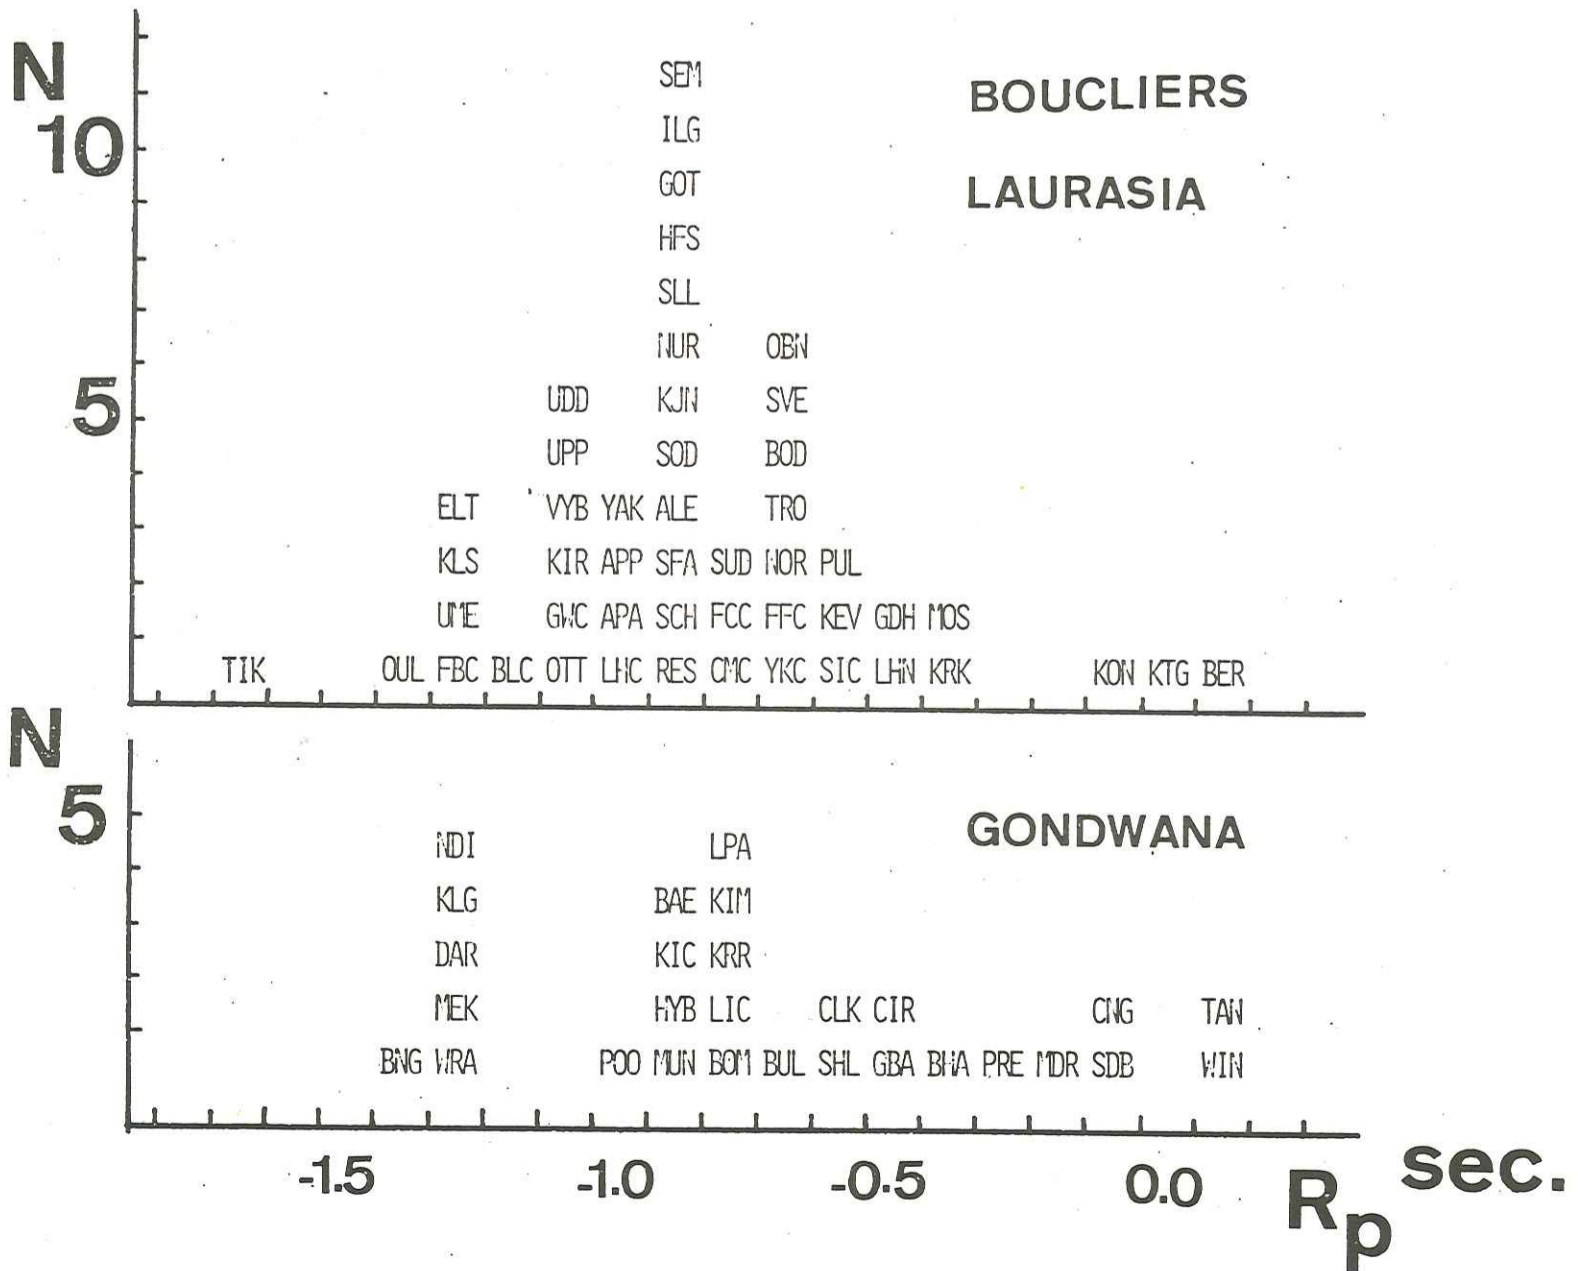 N
SEM
BOUCLIERS
10
ILG
GOT
LAURASIA
HFS
SLL
NUR OBN
5
UDD KJN SVE
UPP SOD BOD
ELT VYB YAK ALE TRO
KLS KIR APP SFA SUD NOR PUL
UME GWC APA SCH FCC FFC KEV GDH MOS
TIK OUL FBC BLC OTT LHC RES CMC YKC SIC LHN KRK KON KTG BER
N
5
GONDWANA
NDI LPA
KLG BAE KIM
DAR KIC KRR
MEK HYB LIC CLK CIR CNG TAN
BNG WRA POO MUN BOM BUL SHL GBA BHA PRE MDR SDB WIN
-1.5 -1.0 -0.5 0.0 Rp sec.